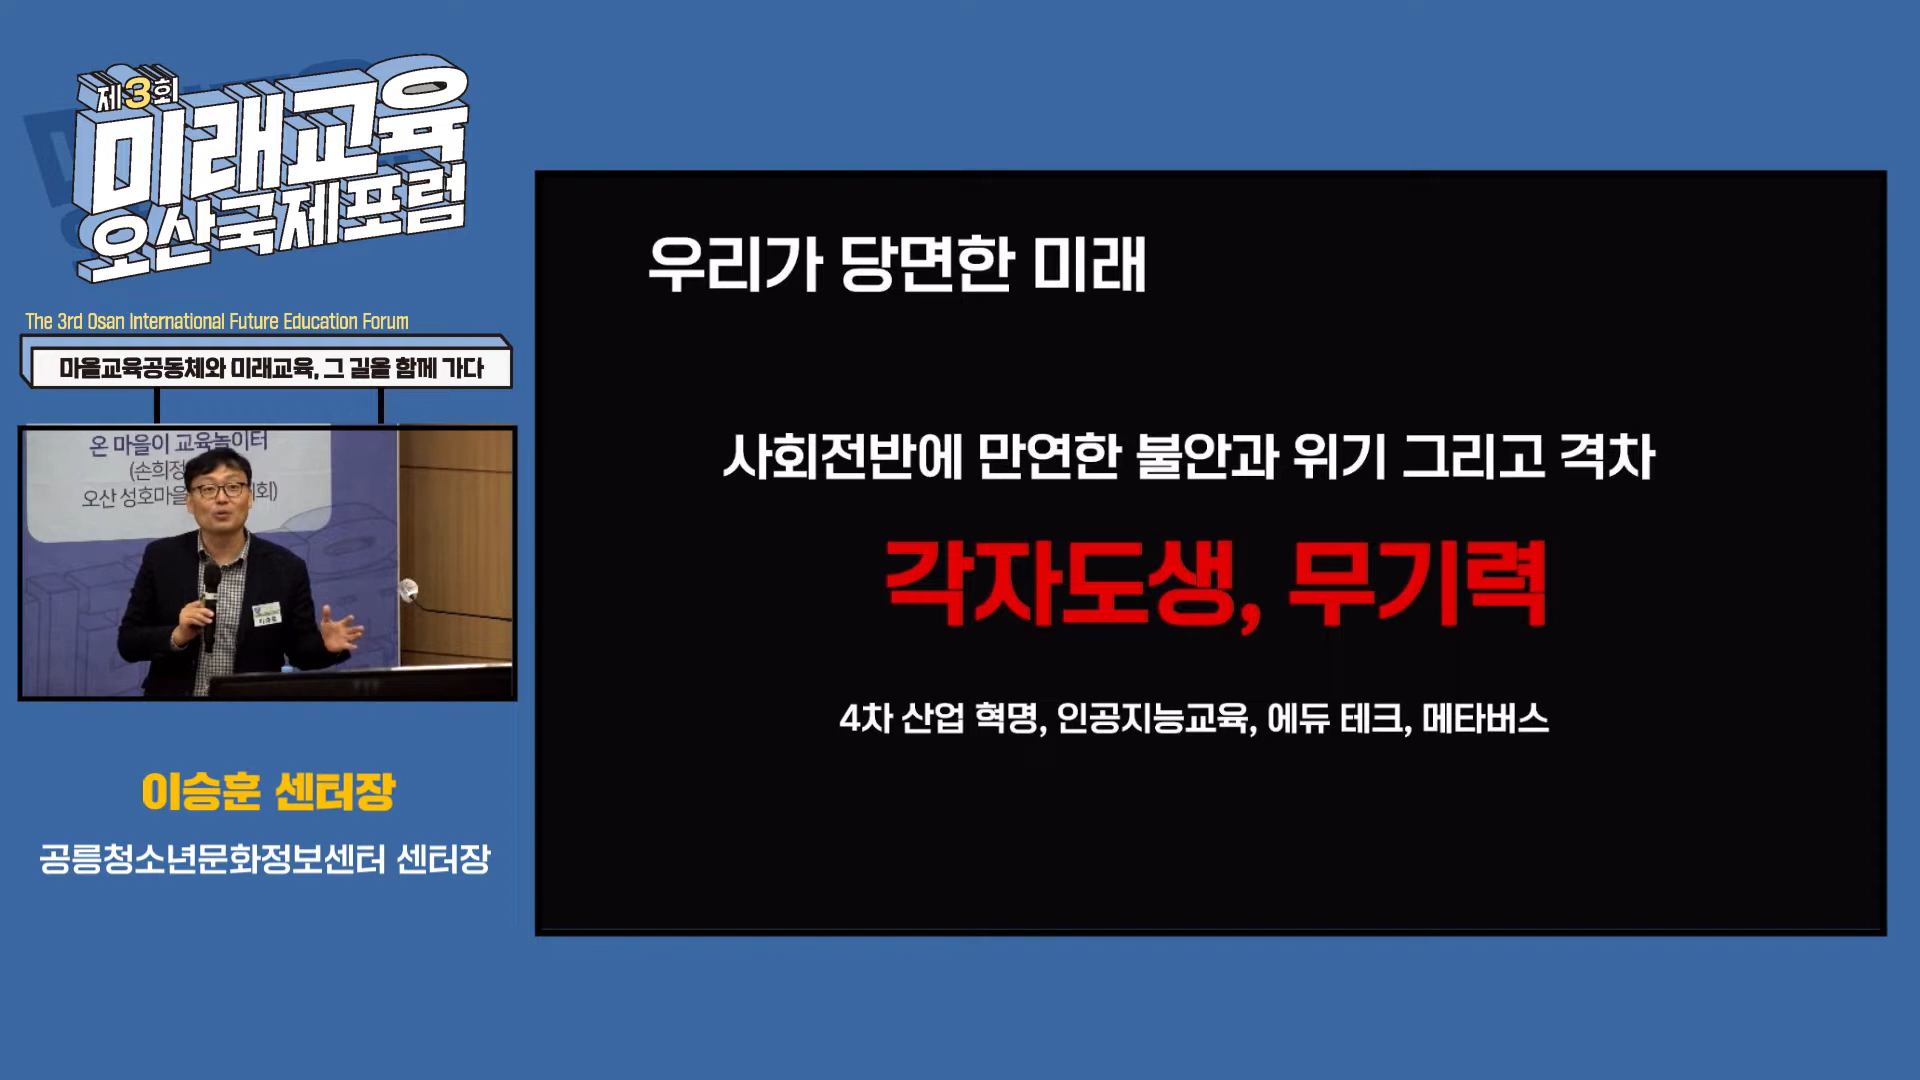 제3회
미래교육
오산국제포럼
The 3rd Osan International Future Education Forum
마을교육공동체와 미래교육, 그 길을 함께 가다
온 마을이 교육놀이터
(손희정
오산 성호마을 회)
이승훈 센터장
공릉청소년문화정보센터 센터장
우리가 당면한 미래
사회전반에 만연한 불안과 위기 그리고 격차
각자도생, 무기력
4차 산업 혁명, 인공지능교육, 에듀 테크, 메타버스